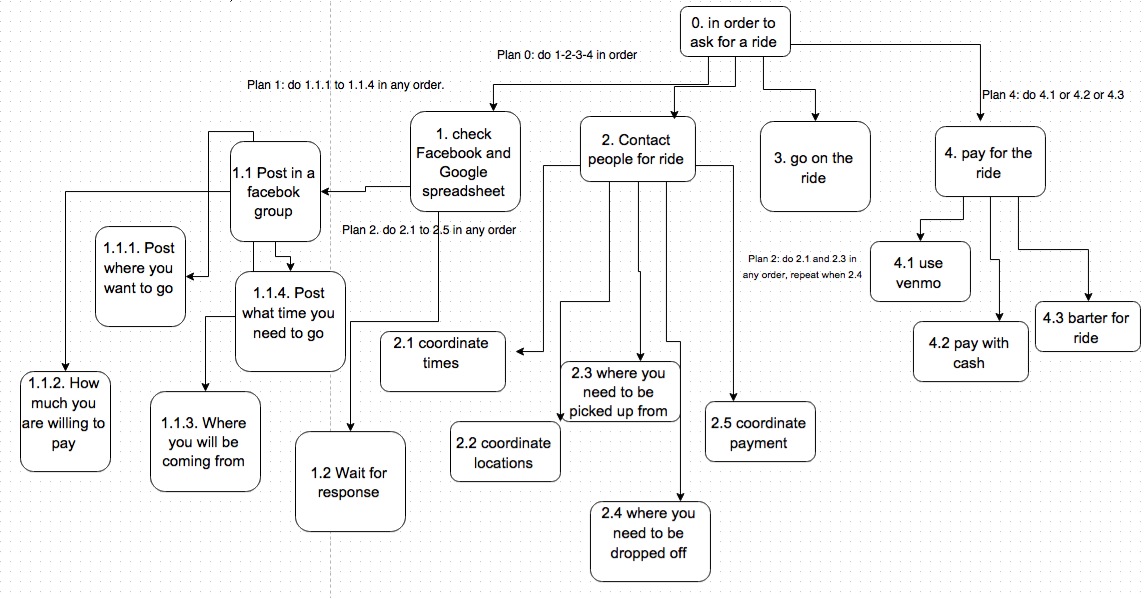 0. in order to
ask for a ride
Plan 0: do 1-2-3-4 in order
Plan 1: do 1.1.1 to 1.1.4 in any order.
Plan 4: do 4.1 or 4.2 or 4.3
1. check
Facebook and
Google
spreadsheet
2. Contact
people for ride
3. go on the
ride
4. pay for the
ride
1.1 Post in a
facebok
group
Plan 2. do 2.1 to 2.5 in any order
1.1.1. Post
where you
want to go
Plan 2: do 2.1 and 2.3 in
any order, repeat when 2.4
4.1 use
venmo
1.1.4. Post
what time you
need to go
4.3 barter for
ride
2.1 coordinate
times
4.2 pay with
cash
1.1.2. How
much you
are willing to
pay
2.3 where you
need to be
picked up from
1.1.3. Where
you will be
coming from
2.5 coordinate
payment
2.2 coordinate
locations
1.2 Wait for
response
2.4 where you
need to be
dropped off